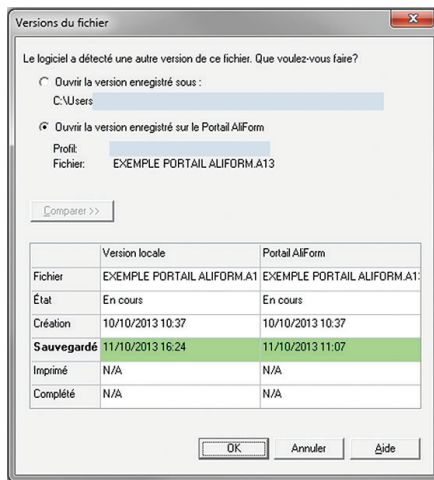 Versions du fichier
Le logiciel a détecté une autre version de ce fichier. Que voulez-vous faire?
Ouvrir la version enregistré sous :
C:\Users
Ouvrir la version enregistré sur le Portail AliForm
Profil:
Fichier: EXEMPLE PORTAIL ALIFORM.A13
Comparer >>
Version locale Portail AliForm
Fichier EXEMPLE PORTAIL ALIFORM.A1 EXEMPLE PORTAIL ALIFORM.A1
État En cours En cours
Création 10/10/2013 10:37 10/10/2013 10:37
Sauvegardé 11/10/2013 16:24 11/10/2013 11:07
Imprimé N/A N/A
Complété N/A N/A
OK Annuler Aide